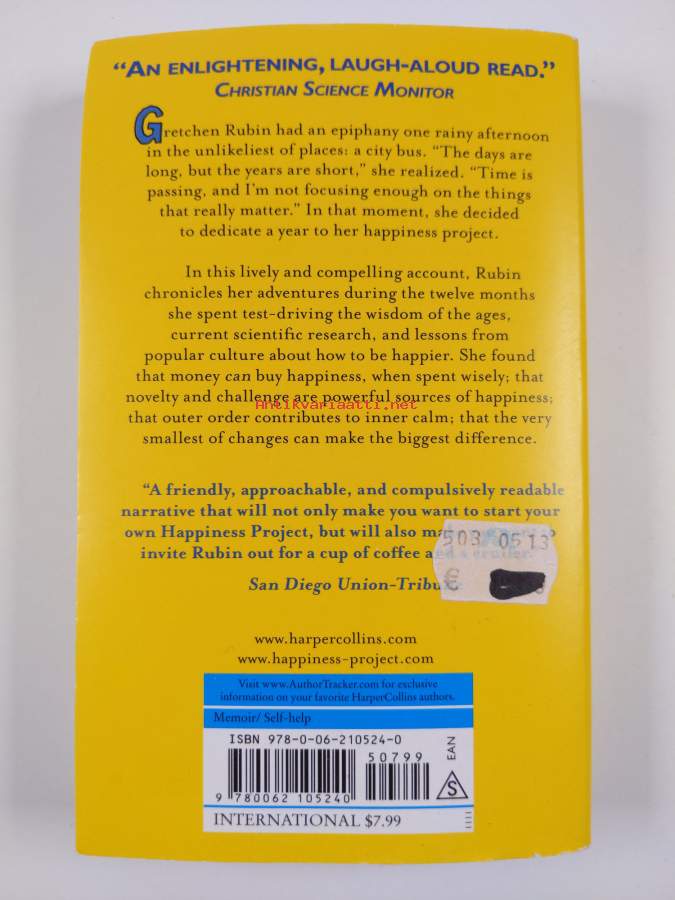 “AN ENLIGHTENING, LAUGH-ALOUD READ.”
CHRISTIAN SCIENCE MONITOR
Gretchen Rubin had an epiphany one rainy afternoon
in the unlikeliest of places: a city bus. “The days are
long, but the years are short,” she realized. “Time is
passing, and I’m not focusing enough on the things
that really matter.” In that moment, she decided
to dedicate a year to her happiness project.
In this lively and compelling account, Rubin
chronicles her adventures during the twelve months
she spent test-driving the wisdom of the ages,
current scientific research, and lessons from
popular culture about how to be happier. She found
that money can buy happiness, when spent wisely; that
novelty and challenge are powerful sources of happiness;
Antikvariaatti.net
that outer order contributes to inner calm; that the very
smallest of changes can make the biggest difference.
“A friendly, approachable, and compulsively readable
narrative that will not only make you want to start your
own Happiness Project, but will also
503 0513
invite Rubin out for a cup of coffee and a cruller.”
€
San Diego Union-Tribune
www.harpercollins.com
www.happiness-project.com
Visit www.AuthorTracker.com for exclusive
information on your favorite HarperCollins authors.
Memoir/ Self-help
ISBN 978-0-06-210524-0
50799
EAN
S
9 780062 105240
INTERNATIONAL $7.99